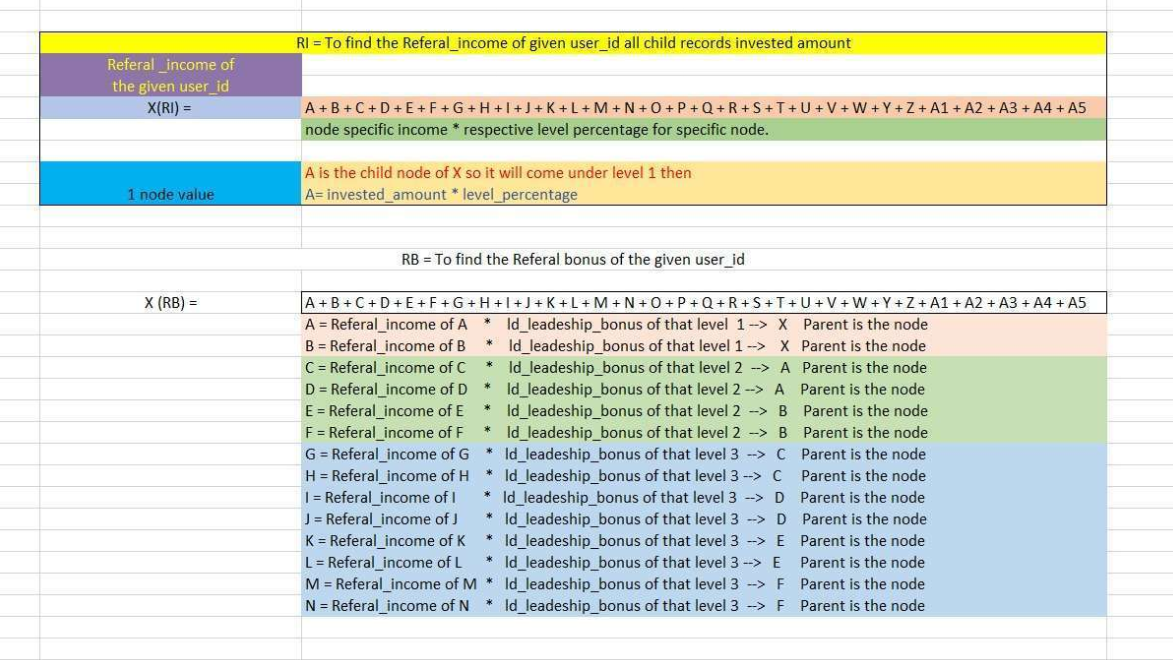 RI = To find the Referal_income of given user_id all child records invested amount
Referal _income of
the given user_id
X(RI) = A + B + C + D + E + F + G + H + I + J + K + L + M + N + O + P + Q + R + S + T + U + V + W + Y + Z + A1 + A2 + A3 + A4 + A5
node specific income * respective level percentage for specific node.
A is the child node of X so it will come under level 1 then
1 node value A= invested_amount * level_percentage
RB = To find the Referal bonus of the given user_id
X (RB) = A + B + C + D + E + F + G + H + I + J + K + L + M + N + O + P + Q + R + S + T + U + V + W + Y + Z + A1 + A2 + A3 + A4 + A5
A = Referal_income of A * ld_leadeship_bonus of that level 1 --> X Parent is the node
B = Referal_income of B * ld_leadeship_bonus of that level 1 --> X Parent is the node
C = Referal_income of C * ld_leadeship_bonus of that level 2 --> A Parent is the node
D = Referal_income of D * ld_leadeship_bonus of that level 2 --> A Parent is the node
E = Referal_income of E * ld_leadeship_bonus of that level 2 --> B Parent is the node
F = Referal_income of F * ld_leadeship_bonus of that level 2 --> B Parent is the node
G = Referal_income of G * ld_leadeship_bonus of that level 3 --> C Parent is the node
H = Referal_income of H * ld_leadeship_bonus of that level 3 --> C Parent is the node
I = Referal_income of I * ld_leadeship_bonus of that level 3 --> D Parent is the node
J = Referal_income of J * ld_leadeship_bonus of that level 3 --> D Parent is the node
K = Referal_income of K * ld_leadeship_bonus of that level 3 --> E Parent is the node
L = Referal_income of L * ld_leadeship_bonus of that level 3 --> E Parent is the node
M = Referal_income of M * ld_leadeship_bonus of that level 3 --> F Parent is the node
N = Referal_income of N * ld_leadeship_bonus of that level 3 --> F Parent is the node